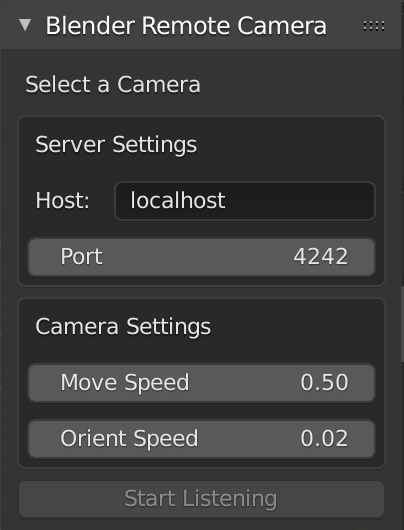 Blender Remote Camera
Select a Camera
Server Settings
Host: localhost
Port 4242
Camera Settings
Move Speed 0.50
Orient Speed 0.02
Start Listening